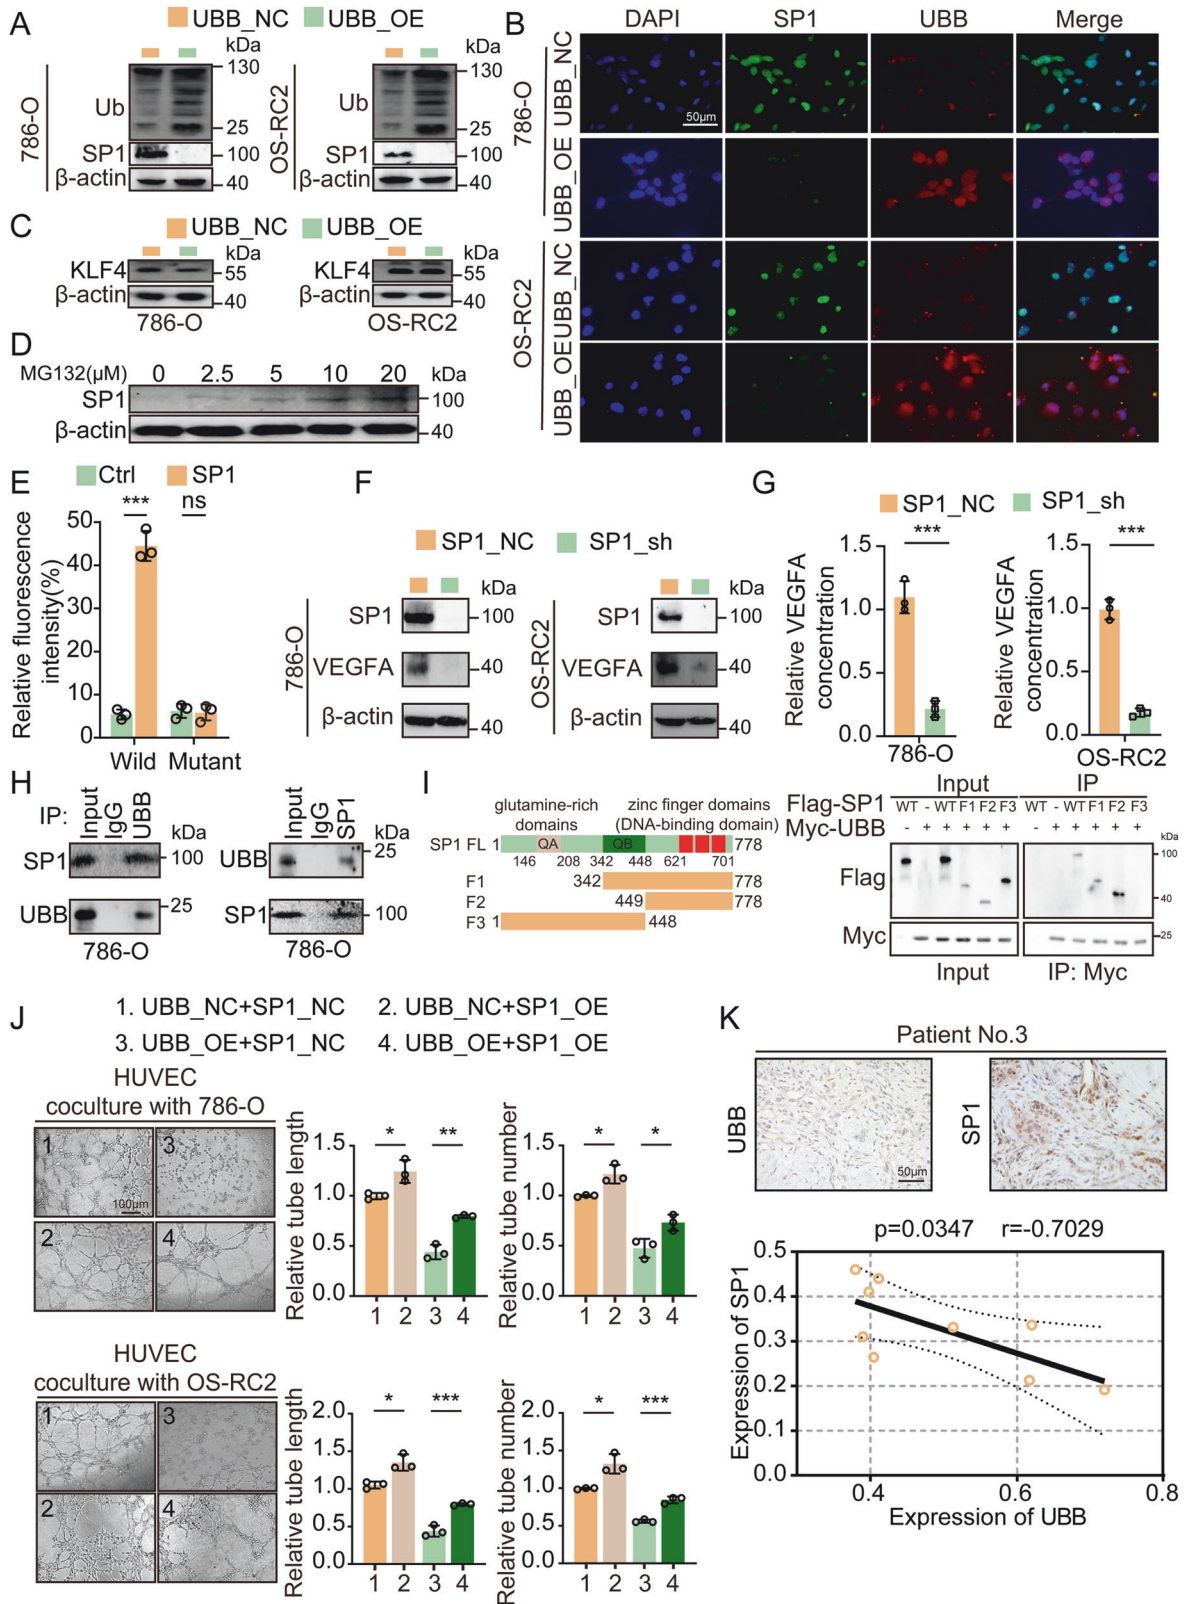 A
UBB_NC UBB_OE
kDa kDa
786-O
Ub
130
25
SP1
100
β-actin
40
OS-RC2
130
25
SP1
100
β-actin
40
B
DAPI SP1 UBB Merge
786-O
UBB_NC
UBB_OE
OS-RC2
UBB_NC
UBB_OE
50μm
C
UBB_NC UBB_OE
kDa kDa
KLF4 55 KLF4 55
β-actin 40 β-actin 40
786-O OS-RC2
D
MG132(μM) 0 2.5 5 10 20 kDa
SP1 100
β-actin 40
E
Ctrl SP1
*** ns
Relative fluorescence
intensity(%)
50
40
30
20
10
0
Wild Mutant
F
SP1_NC SP1_sh
kDa kDa
786-O
SP1 100
VEGFA 40
β-actin 40
OS-RC2
SP1 100
VEGFA 40
β-actin 40
G
SP1_NC SP1_sh
*** ***
Relative VEGFA
concentration
1.5
1.0
0.5
0.0
786-O
Relative VEGFA
concentration
1.5
1.0
0.5
0.0
OS-RC2
H
IP: Input IgG UBB kDa
SP1 100
UBB 25
786-O
Input IgG SP1 kDa
UBB 25
SP1 100
786-O
I
glutamine-rich
domains
zinc finger domains
(DNA-binding domain)
SP1 FL 1 QA QB 778
146 208 342 448 621 701
F1 342 778
F2 449 778
F3 1 448
Input IP
Flag-SP1 WT - WT F1 F2 F3 WT - WT F1 F2 F3
Myc-UBB - + + + + + - + + + + +
kDa
Flag
100
40
Myc 25
Input IP: Myc
J
1. UBB_NC+SP1_NC 2. UBB_NC+SP1_OE
3. UBB_OE+SP1_NC 4. UBB_OE+SP1_OE
HUVEC
coculture with 786-O
1 3
100μm
2 4
Relative tube length
1.5
1.0
0.5
0.0
* **
1 2 3 4
Relative tube number
1.5
1.0
0.5
0.0
* *
1 2 3 4
HUVEC
coculture with OS-RC2
1 3
2 4
Relative tube length
2.0
1.5
1.0
0.5
0.0
* ***
1 2 3 4
Relative tube number
2.0
1.5
1.0
0.5
0.0
* ***
1 2 3 4
K
Patient No.3
UBB
50μm
SP1
p=0.0347 r=-0.7029
Expression of SP1
0.5
0.4
0.3
0.2
0.1
0.0
0.4 0.6 0.8
Expression of UBB